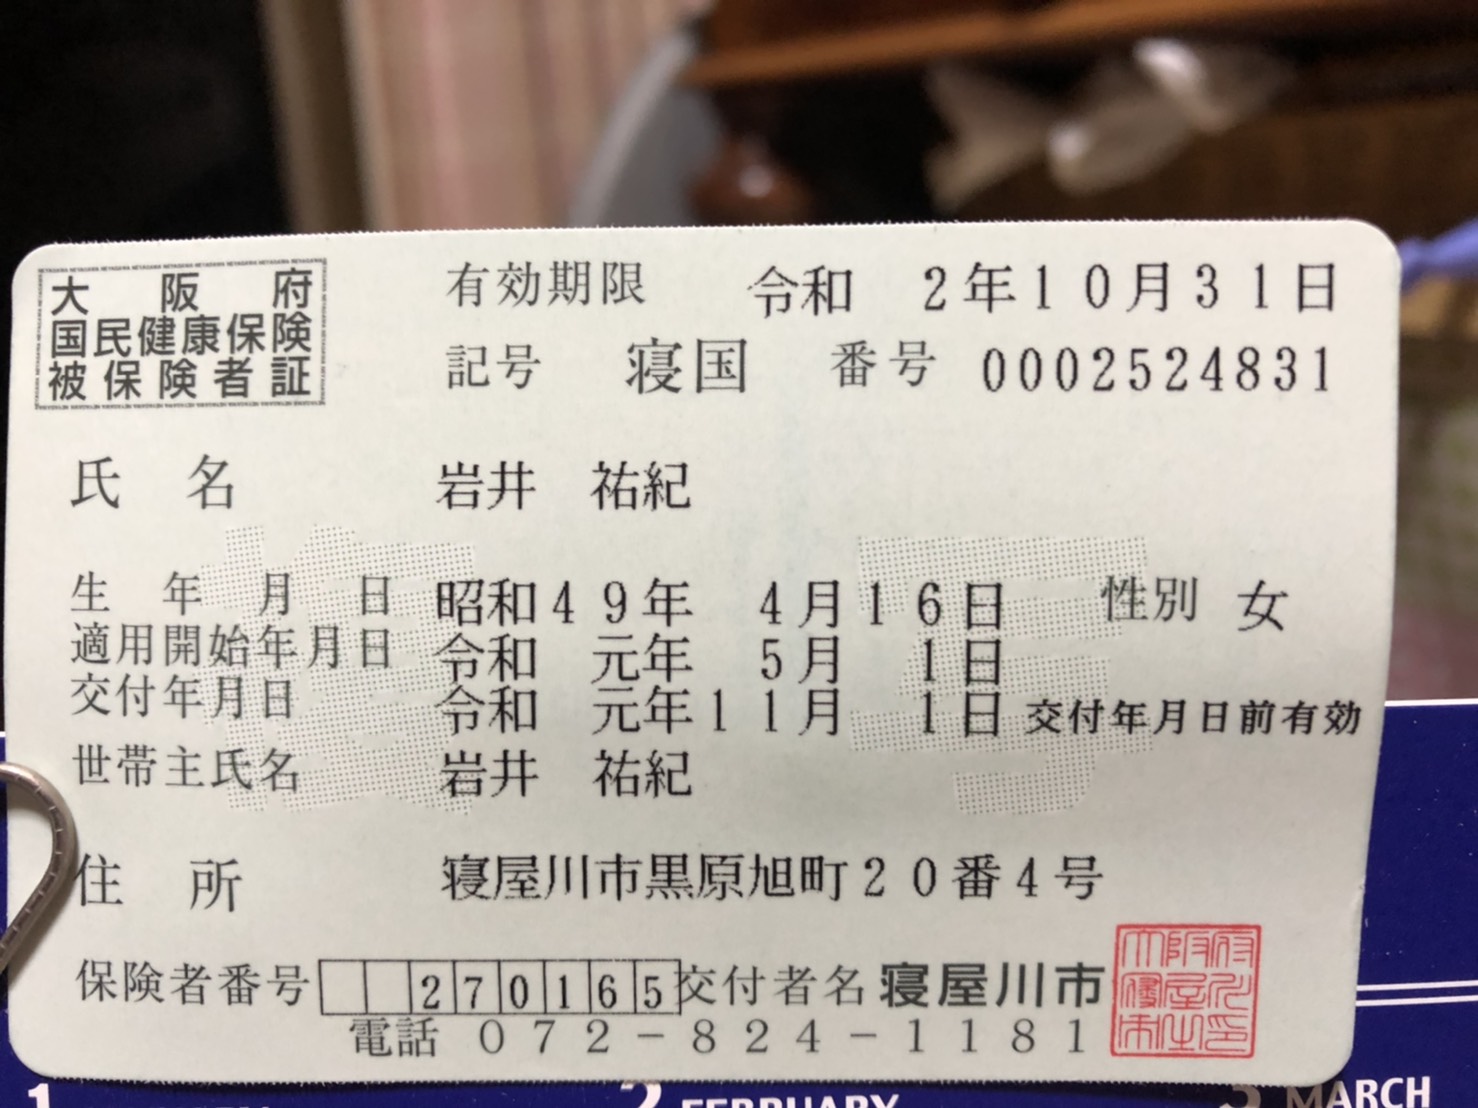 大阪府
国民健康保険
被保険者証
有効期限 令和 2年10月31日
記号 寝国 番号 0002524831
氏名 岩井 祐紀
生年月日 昭和49年 4月16日 性別 女
適用開始年月日 令和 元年 5月 1日
交付年月日 令和 元年11月 1日 交付年月日前有効
世帯主氏名 岩井 祐紀
住所 寝屋川市黒原旭町20番4号
保険者番号 270165 交付者名 寝屋川市
電話 072-824-1181
1 2 FEBRUARY 3 MARCH